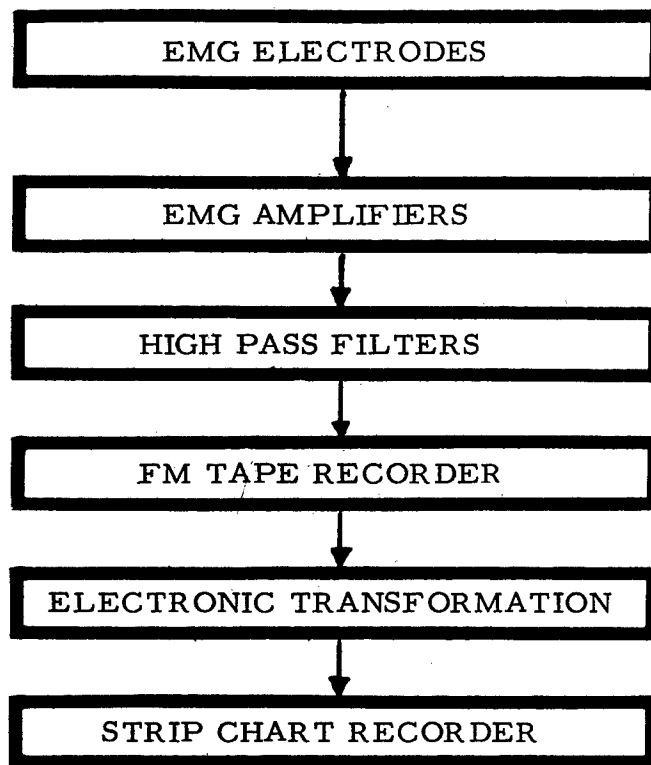 EMG ELECTRODES
EMG AMPLIFIERS
HIGH PASS FILTERS
FM TAPE RECORDER
ELECTRONIC TRANSFORMATION
STRIP CHART RECORDER